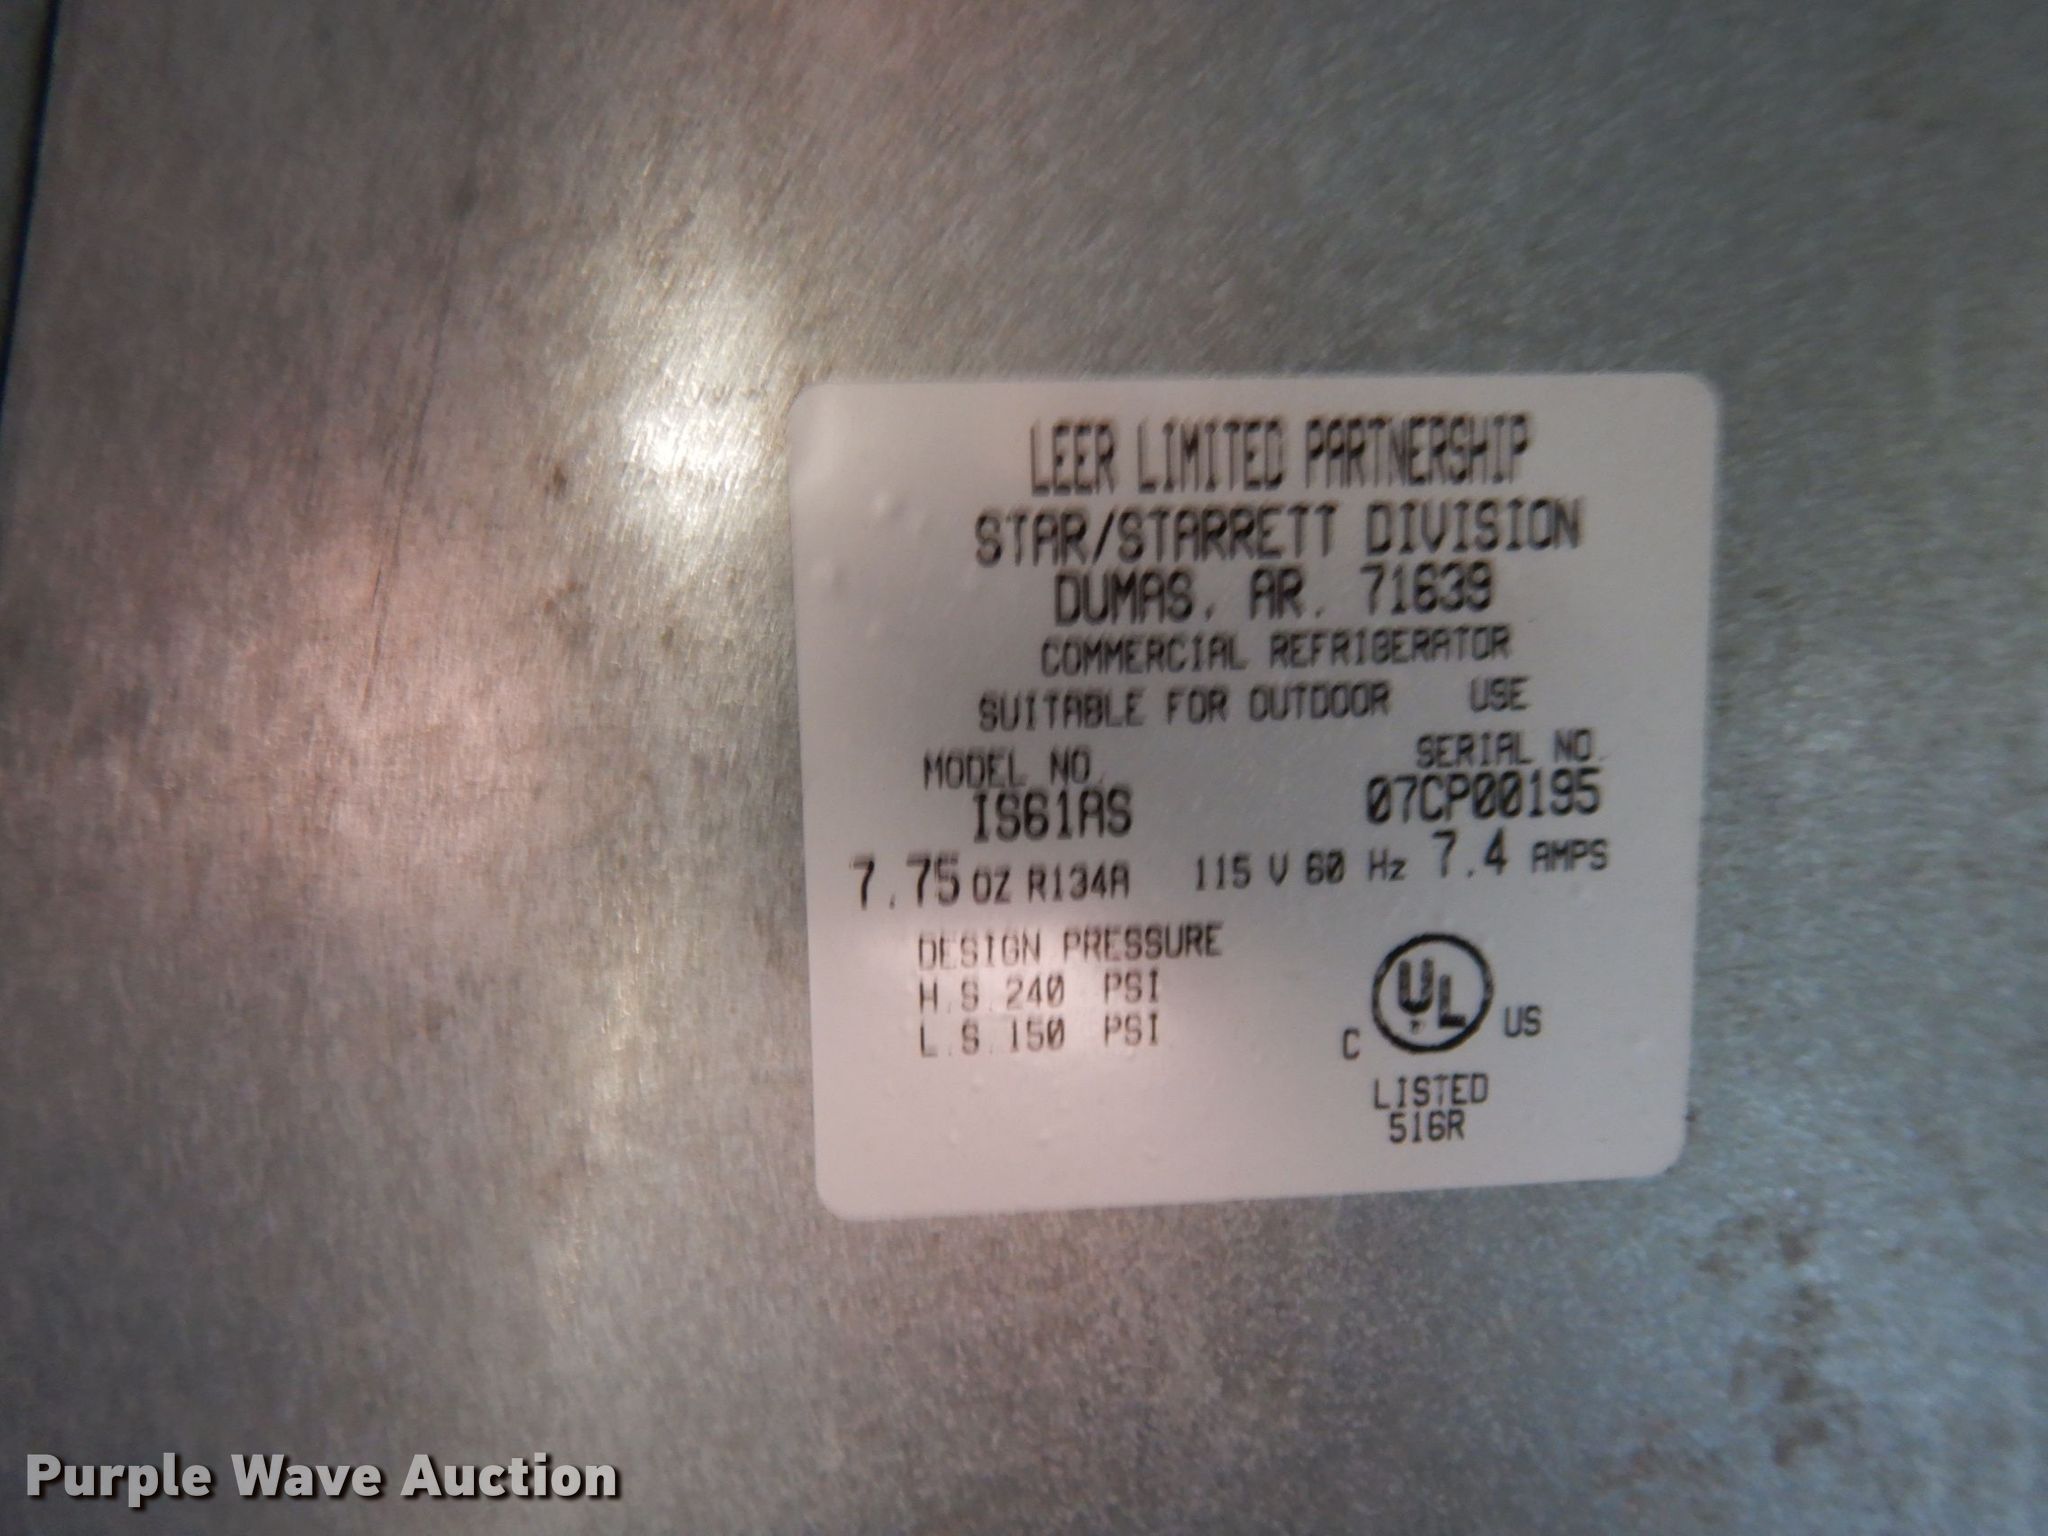 LEER LIMITED PARTNERSHIP
STAR/STARRETT DIVISION
DUMAS, AR. 71639
COMMERCIAL REFRIGERATOR
SUITABLE FOR OUTDOOR USE
MODEL NO. SERIAL NO.
IS61AS 07CP00195
7.75 OZ R134A 115 V 60 Hz 7.4 AMPS
DESIGN PRESSURE
H.S. 240 PSI
L.S. 150 PSI
C UL US
LISTED
516R
Purple Wave Auction